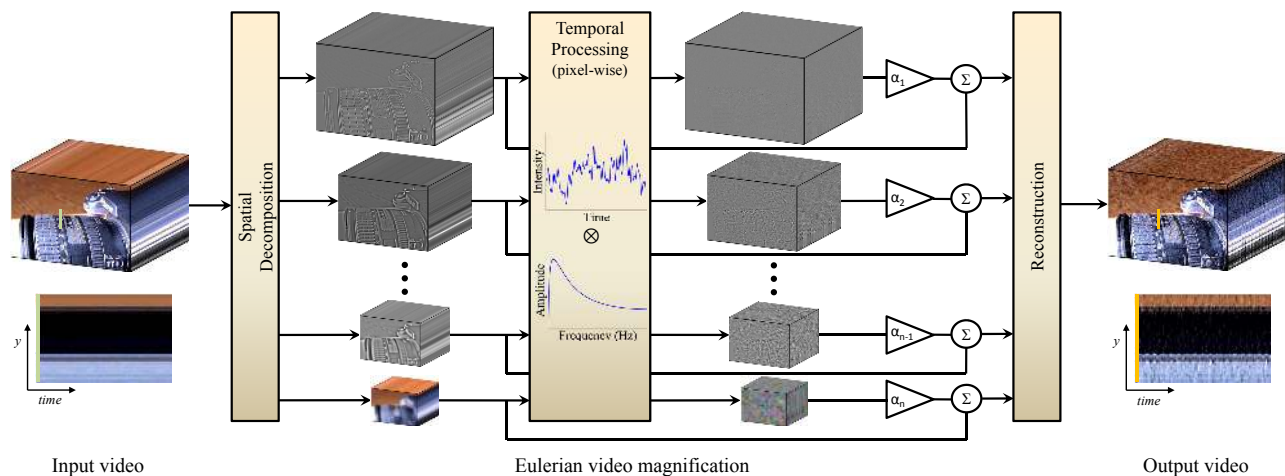 Temporal
Processing
(pixel-wise)
Spatial
Decomposition
Intensity
Time
⊗
Amplitude
Frequency (Hz)
α1
Σ
α2
Σ
αn-1
Σ
αn
Σ
Reconstruction
y
time
y
time
Input video
Eulerian video magnification
Output video